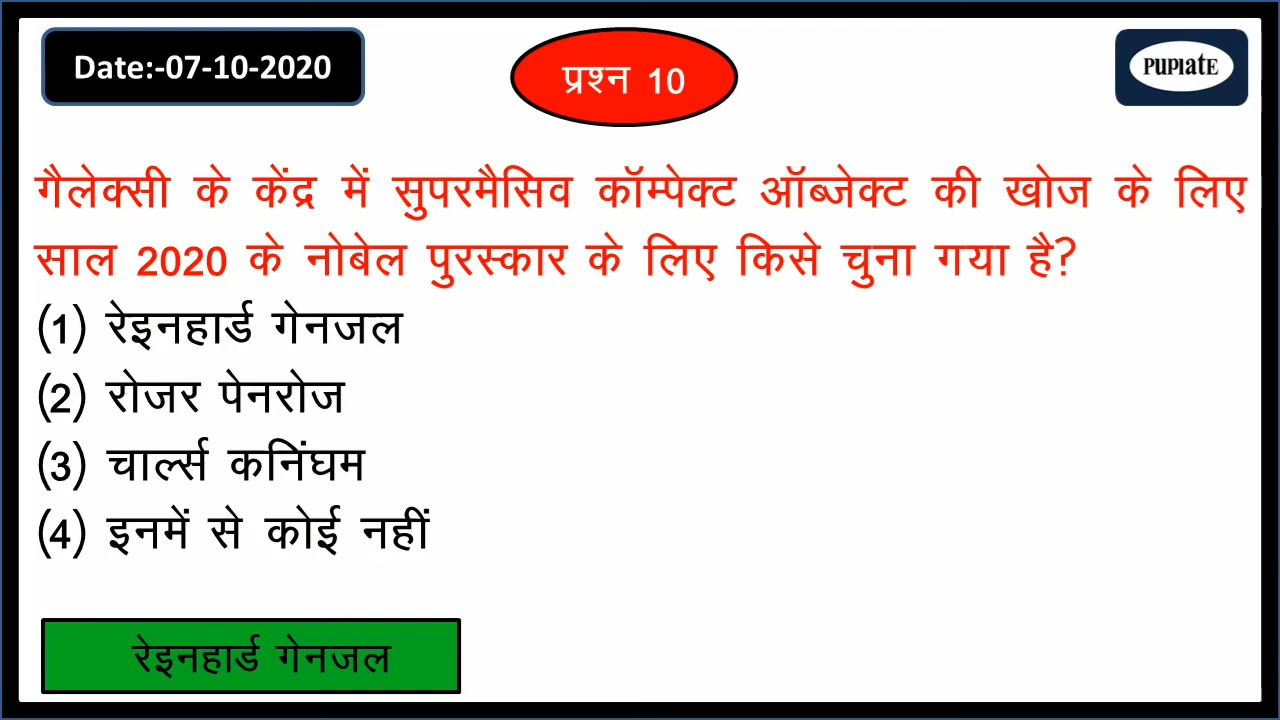 Date:-07-10-2020
प्रश्न 10
PUPIatE
गैलेक्सी के केंद्र में सुपरमैसिव कॉम्पेक्ट ऑब्जेक्ट की खोज के लिए
साल 2020 के नोबेल पुरस्कार के लिए किसे चुना गया है?
(1) रेइनहार्ड गेनजल
(2) रोजर पेनरोज
(3) चार्ल्स कनिंघम
(4) इनमें से कोई नहीं
रेइनहार्ड गेनजल